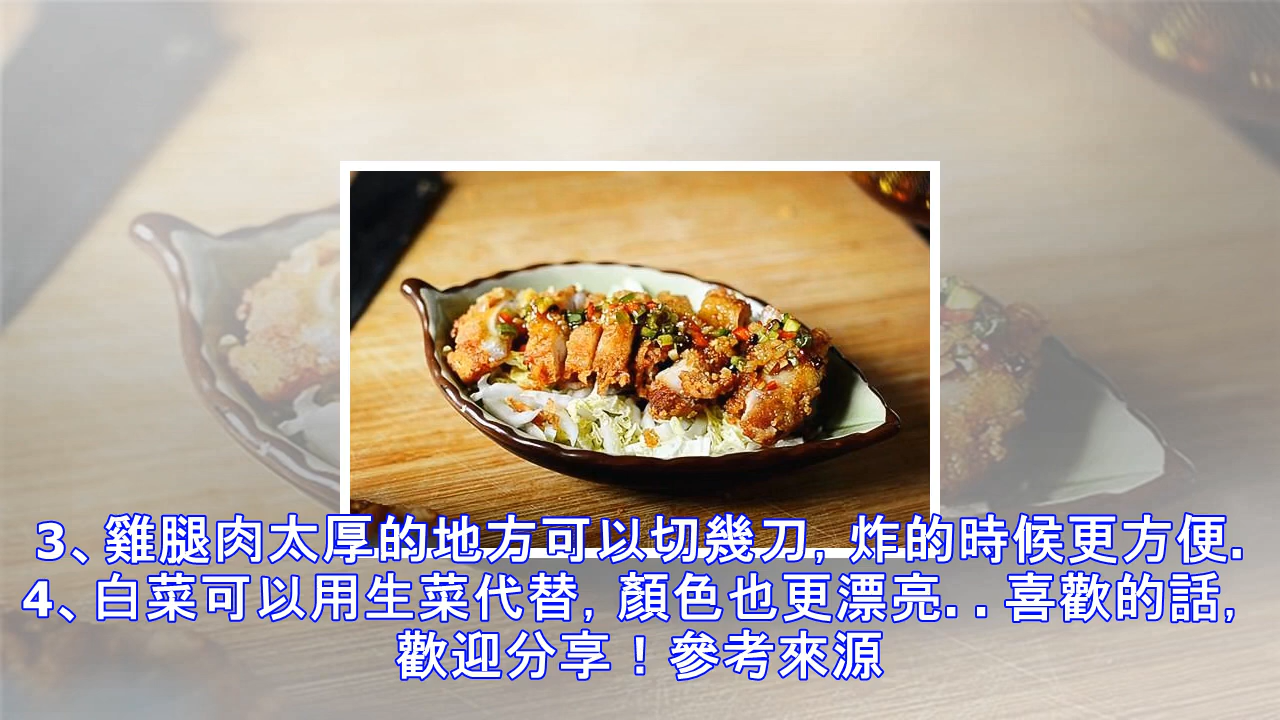 3、雞腿肉太厚的地方可以切幾刀, 炸的時候更方便.
4、白菜可以用生菜代替, 顏色也更漂亮. . 喜歡的話,
歡迎分享！參考來源